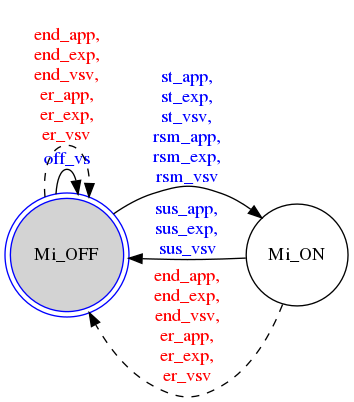 end_app,
end_exp,
end_vsv,
er_app,
er_exp,
er_vsv
off_vs
st_app,
st_exp,
st_vsv,
rsm_app,
rsm_exp,
rsm_vsv
sus_app,
sus_exp,
sus_vsv
Mi_OFF
Mi_ON
end_app,
end_exp,
end_vsv,
er_app,
er_exp,
er_vsv